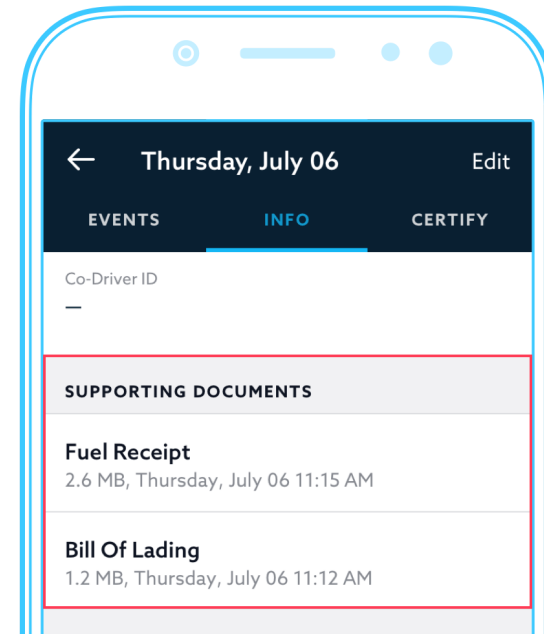 Thursday, July 06 Edit
EVENTS INFO CERTIFY
Co-Driver ID
—
SUPPORTING DOCUMENTS
Fuel Receipt
2.6 MB, Thursday, July 06 11:15 AM
Bill Of Lading
1.2 MB, Thursday, July 06 11:12 AM